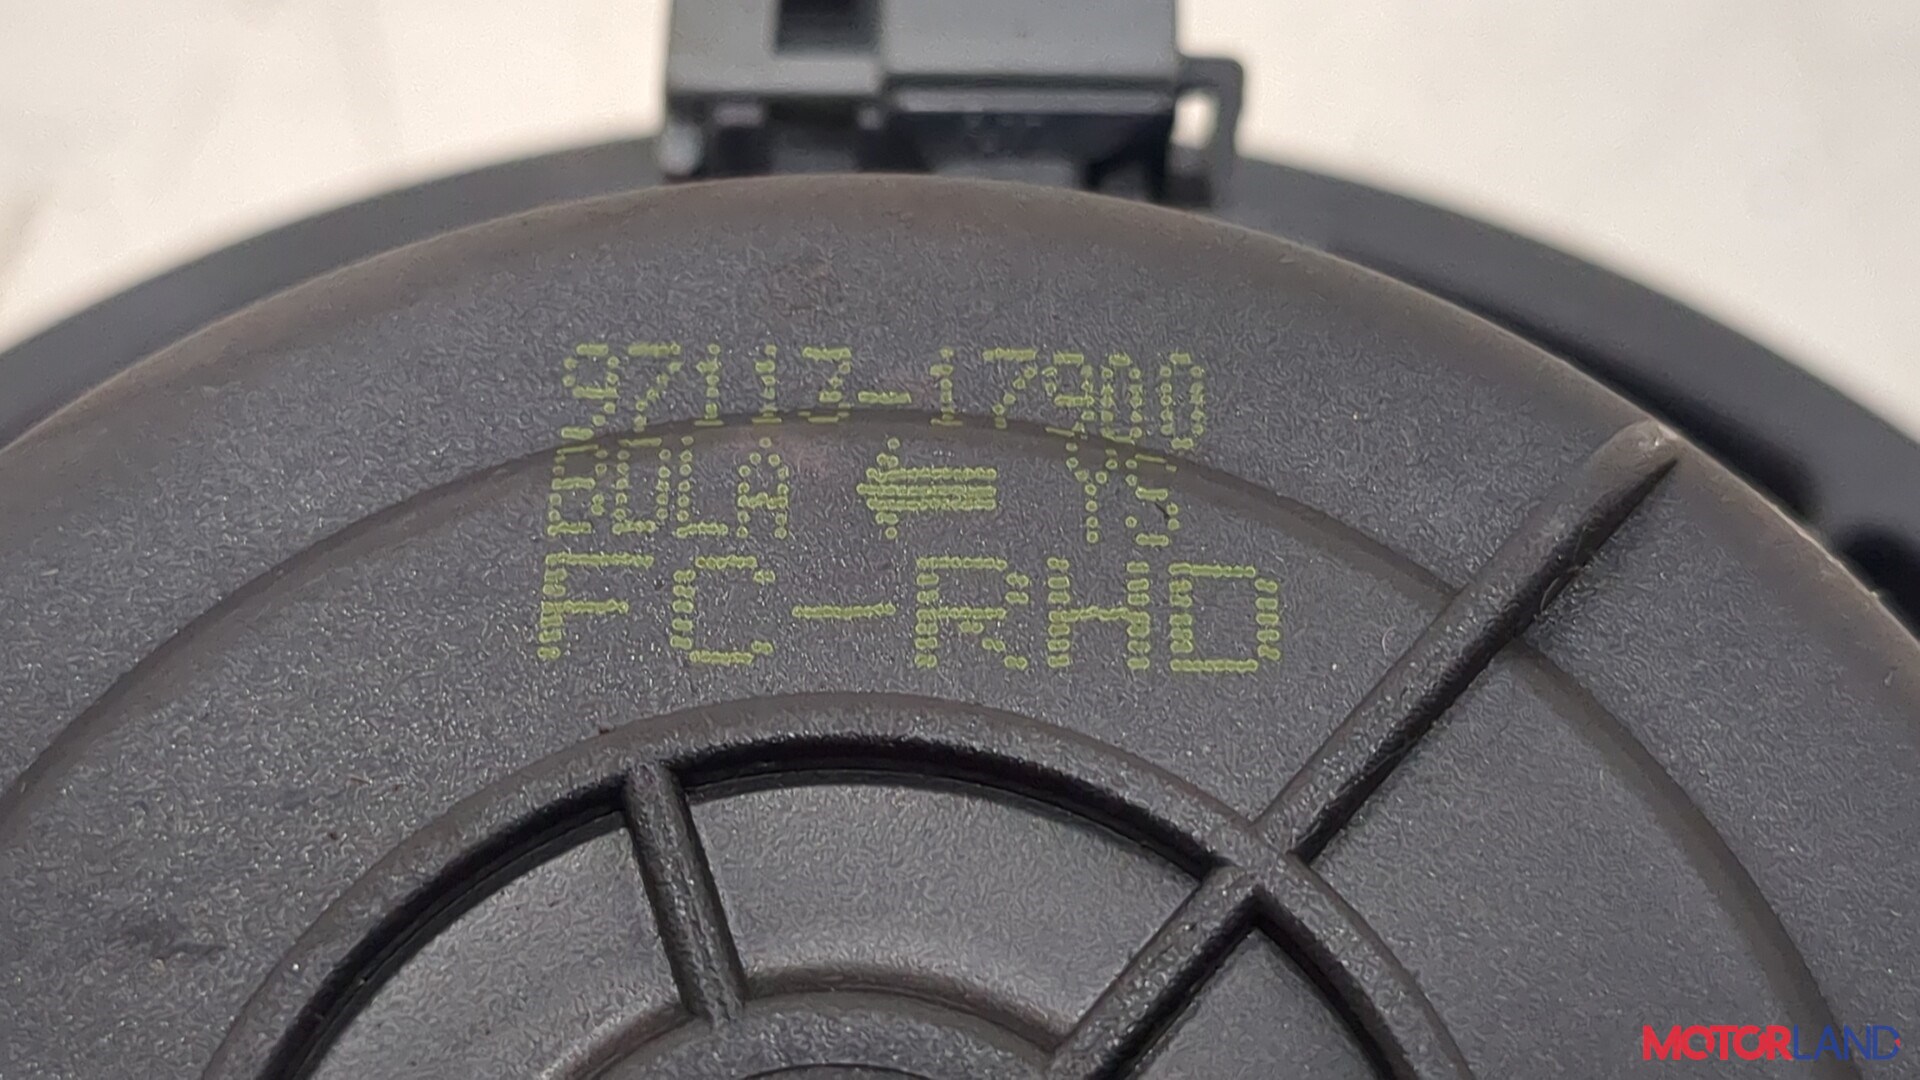 97113-17900
BDLA ⇐ YS
FC-RHD
MOTORLAND